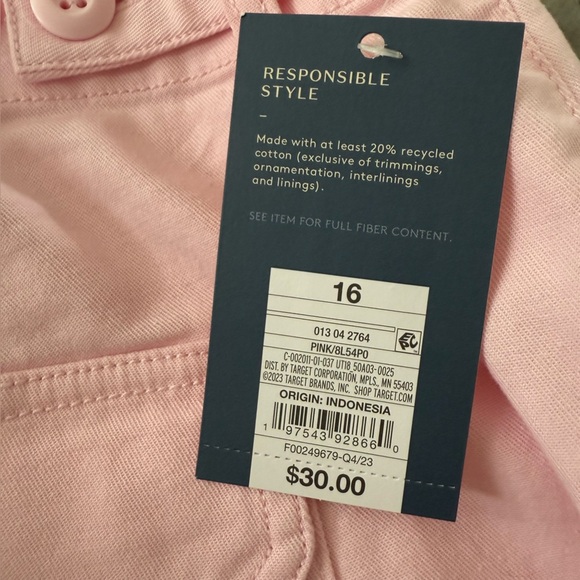 RESPONSIBLE
STYLE
–
Made with at least 20% recycled
cotton (exclusive of trimmings,
ornamentation, interlinings
and linings).
SEE ITEM FOR FULL FIBER CONTENT.
16
013 04 2764
PINK/8L54P0
C-002011-01-037 UT18_50A03-0025
DIST. BY TARGET CORPORATION, MPLS., MN 55403
©2023 TARGET BRANDS, INC. SHOP TARGET.COM
ORIGIN: INDONESIA
1 97543 92866 0
F00249679-Q4/23
$30.00